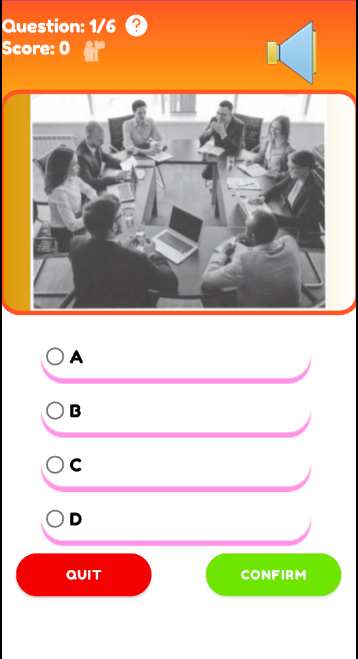 Question: 1/6 ?
Score: 0
A
B
C
D
QUIT
CONFIRM